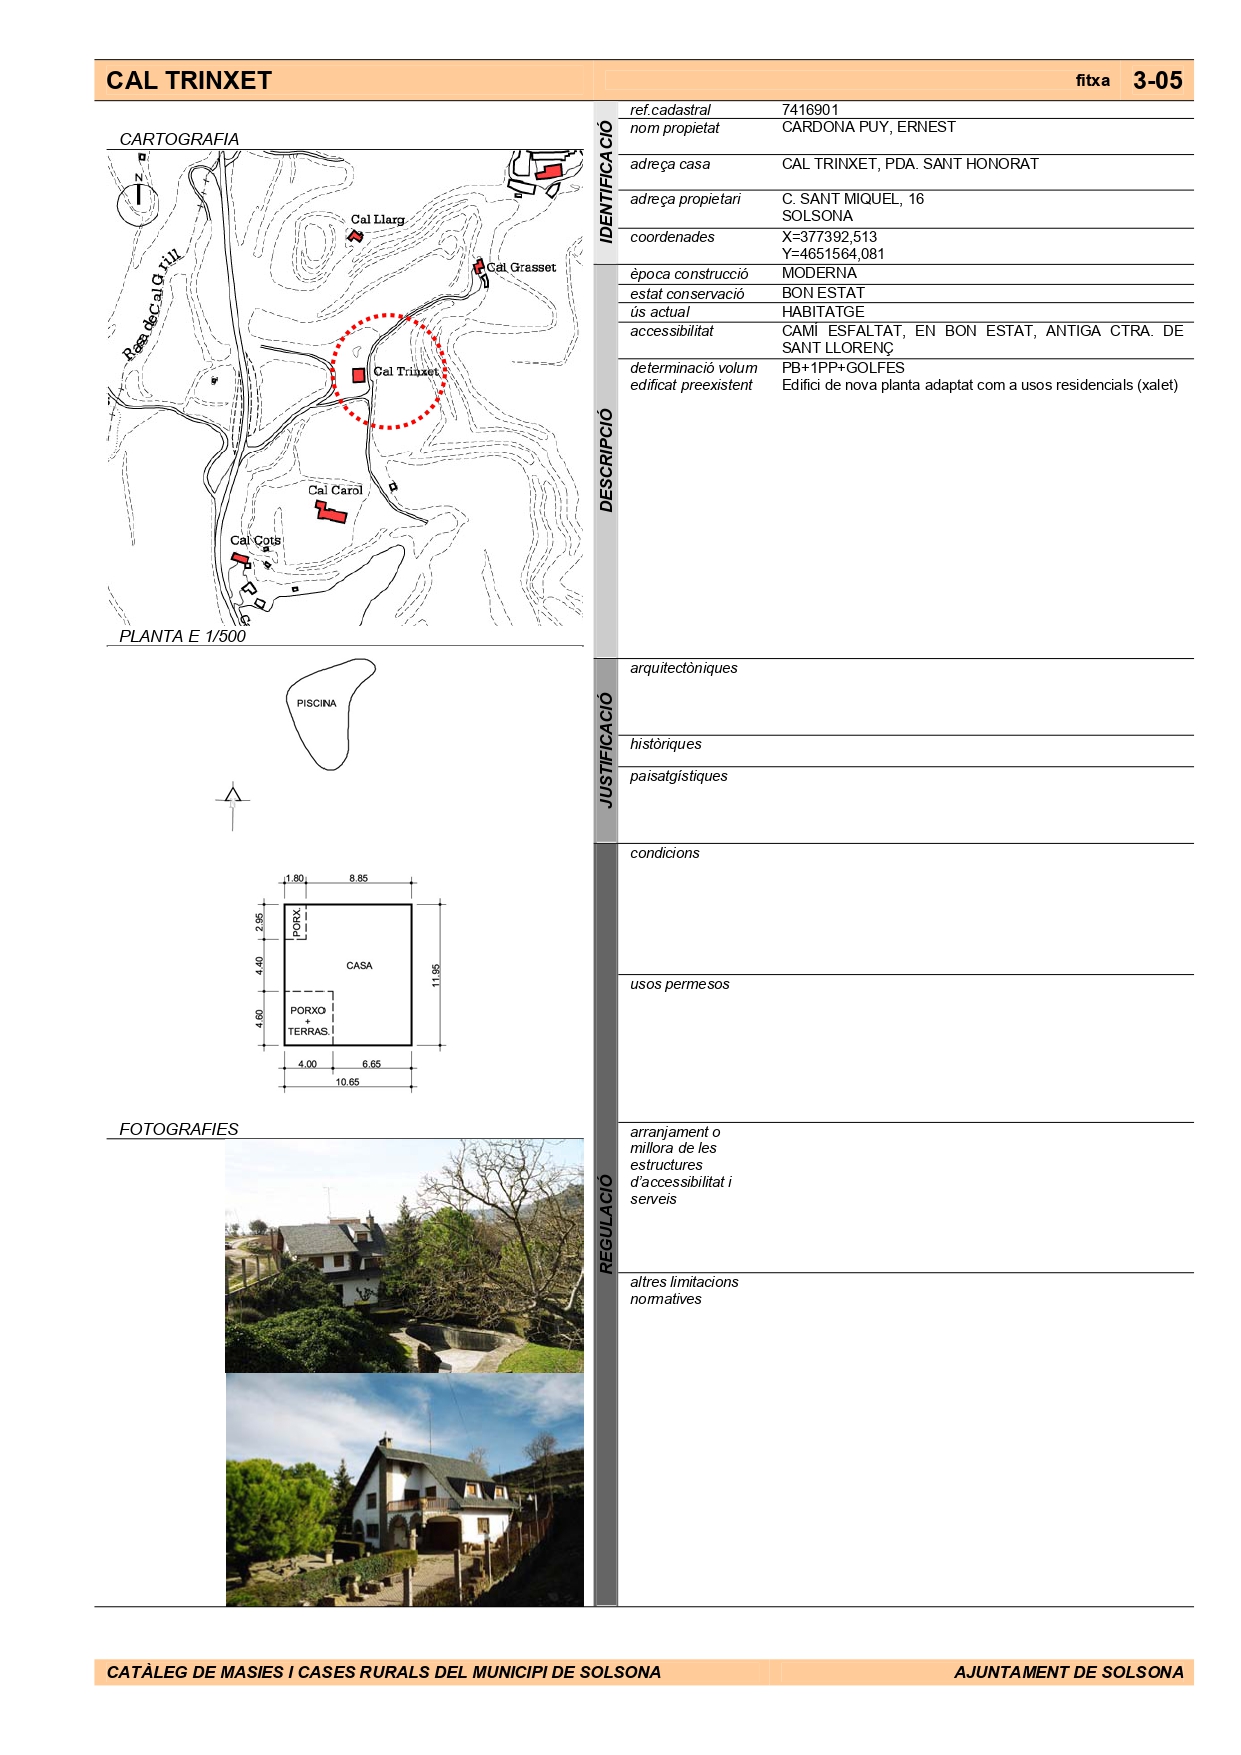 CAL TRINXET
fitxa 3-05
CARTOGRAFIA
N
Cal Llarg
Rasa de Cal Grill
Cal Grasset
Cal Trinxet
Cal Carol
Cal Cots
PLANTA E 1/500
PISCINA
1.80 8.85
2.95
PORX.
4.40
CASA
11.95
4.60
PORXO
+
TERRAS.
4.00 6.65
10.65
FOTOGRAFIES
IDENTIFICACIÓ
ref.cadastral 7416901
nom propietat CARDONA PUY, ERNEST
adreça casa CAL TRINXET, PDA. SANT HONORAT
adreça propietari C. SANT MIQUEL, 16
SOLSONA
coordenades X=377392,513
Y=4651564,081
DESCRIPCIÓ
època construcció MODERNA
estat conservació BON ESTAT
ús actual HABITATGE
accessibilitat CAMÍ ESFALTAT, EN BON ESTAT, ANTIGA CTRA. DE
SANT LLORENÇ
determinació volum PB+1PP+GOLFES
edificat preexistent Edifici de nova planta adaptat com a usos residencials (xalet)
JUSTIFICACIÓ
arquitectòniques
històriques
paisatgístiques
REGULACIÓ
condicions
usos permesos
arranjament o
millora de les
estructures
d'accessibilitat i
serveis
altres limitacions
normatives
CATÀLEG DE MASIES I CASES RURALS DEL MUNICIPI DE SOLSONA
AJUNTAMENT DE SOLSONA